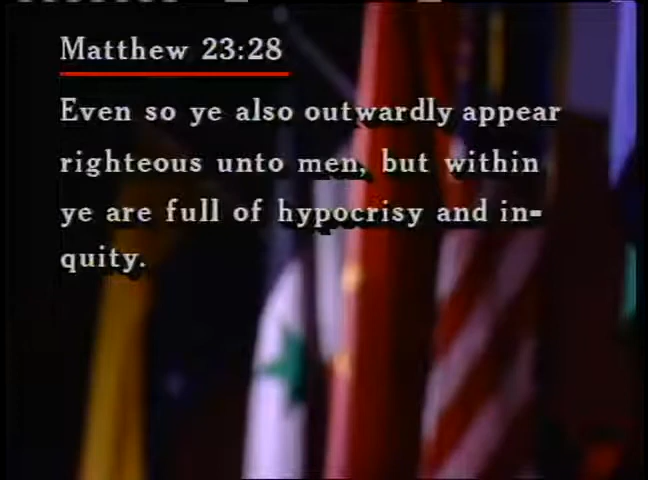 Matthew 23:28
Even so ye also outwardly appear
righteous unto men, but within
ye are full of hypocrisy and in=
quity.